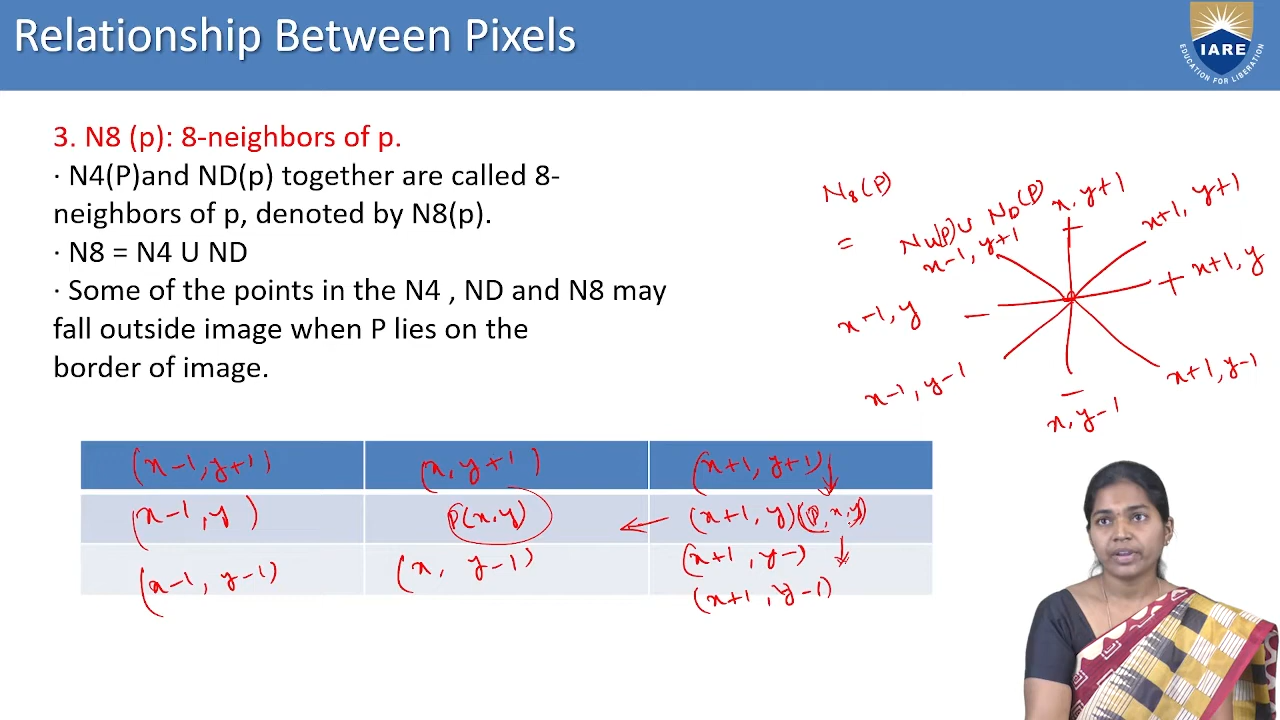 Relationship Between Pixels
IARE
EDUCATION FOR LIBERATION
3. N8 (p): 8-neighbors of p.
· N4(P)and ND(p) together are called 8-
neighbors of p, denoted by N8(p).
· N8 = N4 U ND
· Some of the points in the N4 , ND and N8 may
fall outside image when P lies on the
border of image.
N8(P)
= N4(P) ∪ ND(P)
x, y+1
x+1, y+1
x-1, y+1
+
x+1, y
x+1, y
-
x-1, y-1
x+1, y-1
-
x, y-1
(x-1, y+1) (x, y+1) (x+1, y+1)
(x-1, y) P(x,y) (x+1, y) (P, x, y)
(x-1, y-1) (x, y-1) (x+1, y-)
(x+1, y-1)